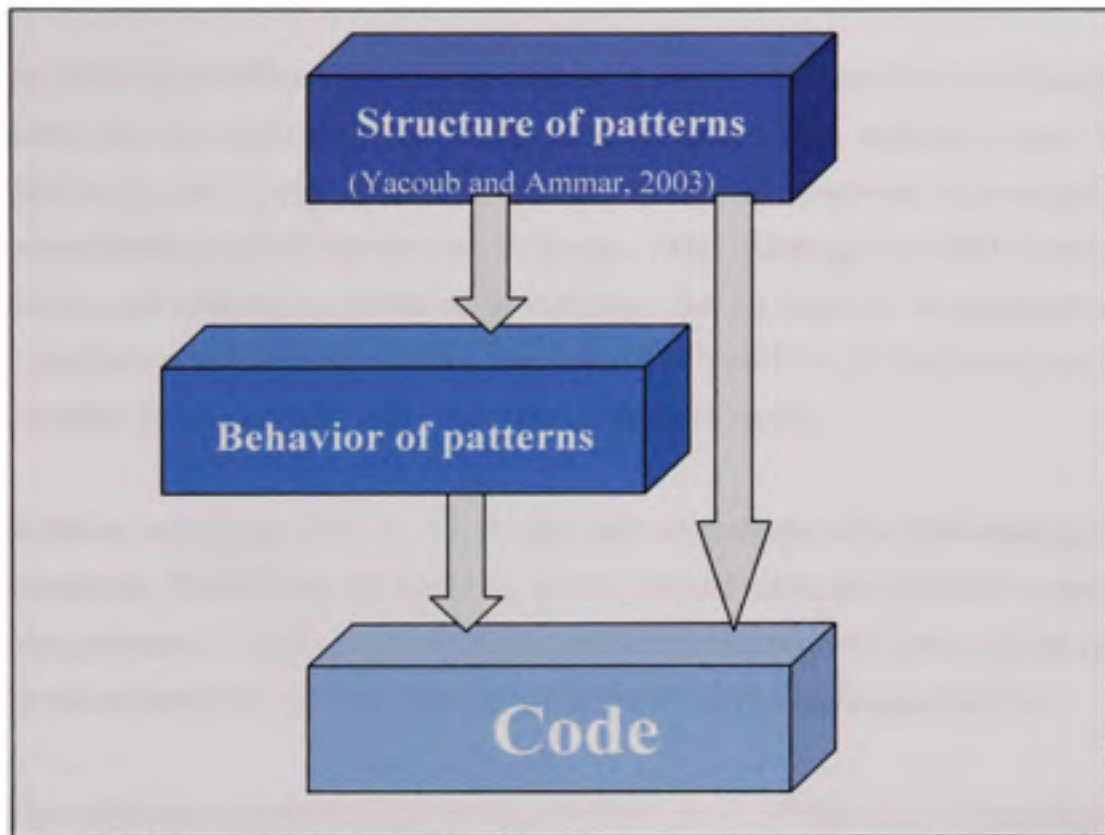 Structure of patterns
(Yacoub and Ammar, 2003)
Behavior of patterns
Code